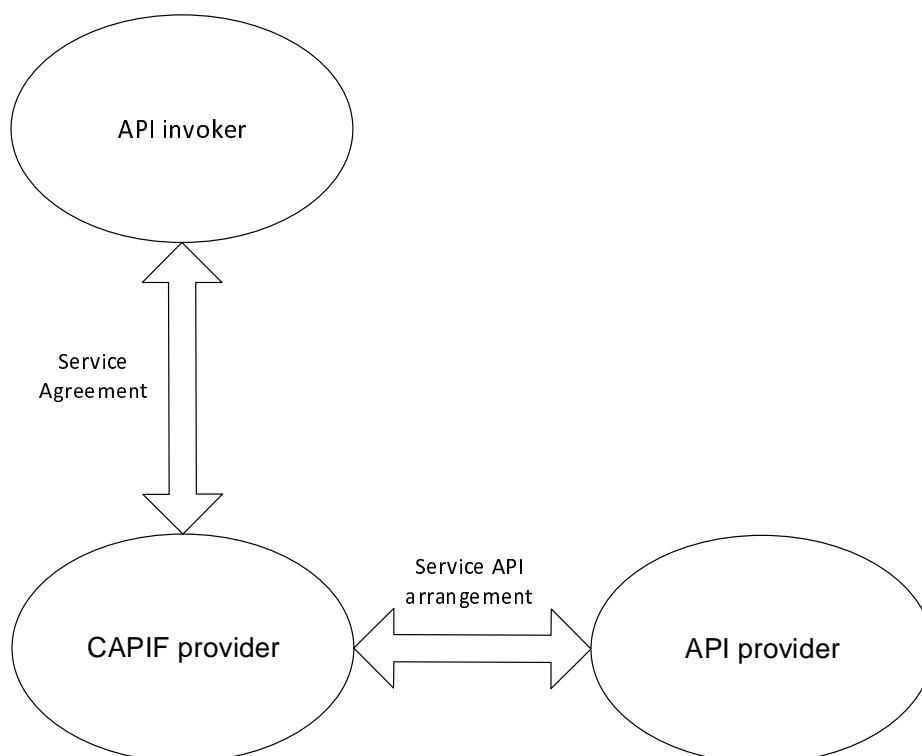 API invoker
Service
Agreement
Service API
arrangement
CAPIF provider
API provider